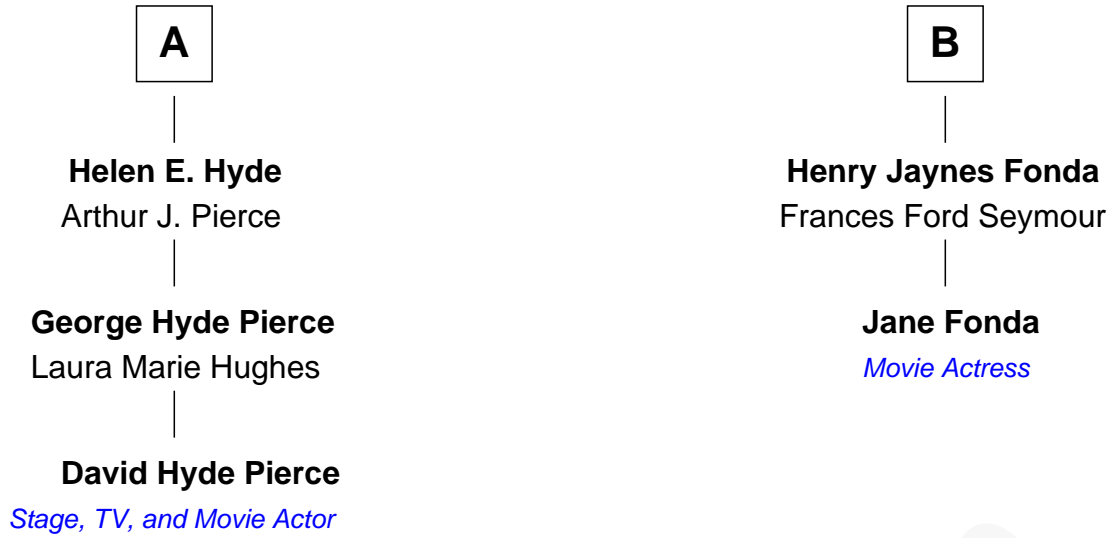 A
Helen E. Hyde
Arthur J. Pierce
George Hyde Pierce
Laura Marie Hughes
David Hyde Pierce
Stage, TV, and Movie Actor
B
Henry Jaynes Fonda
Frances Ford Seymour
Jane Fonda
Movie Actress